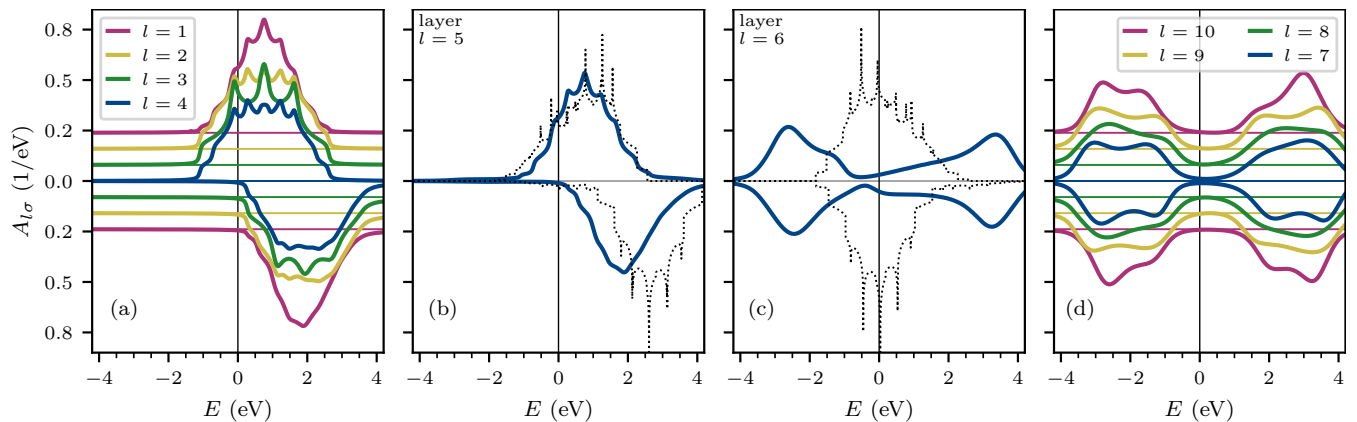 0.8
0.5
0.2
0.0
0.2
0.5
0.8
A_{lσ} (1/eV)
l = 1
l = 2
l = 3
l = 4
(a)
−4 −2 0 2 4
E (eV)
layer
l = 5
(b)
−4 −2 0 2 4
E (eV)
layer
l = 6
(c)
−4 −2 0 2 4
E (eV)
l = 10 l = 8
l = 9 l = 7
(d)
−4 −2 0 2 4
E (eV)